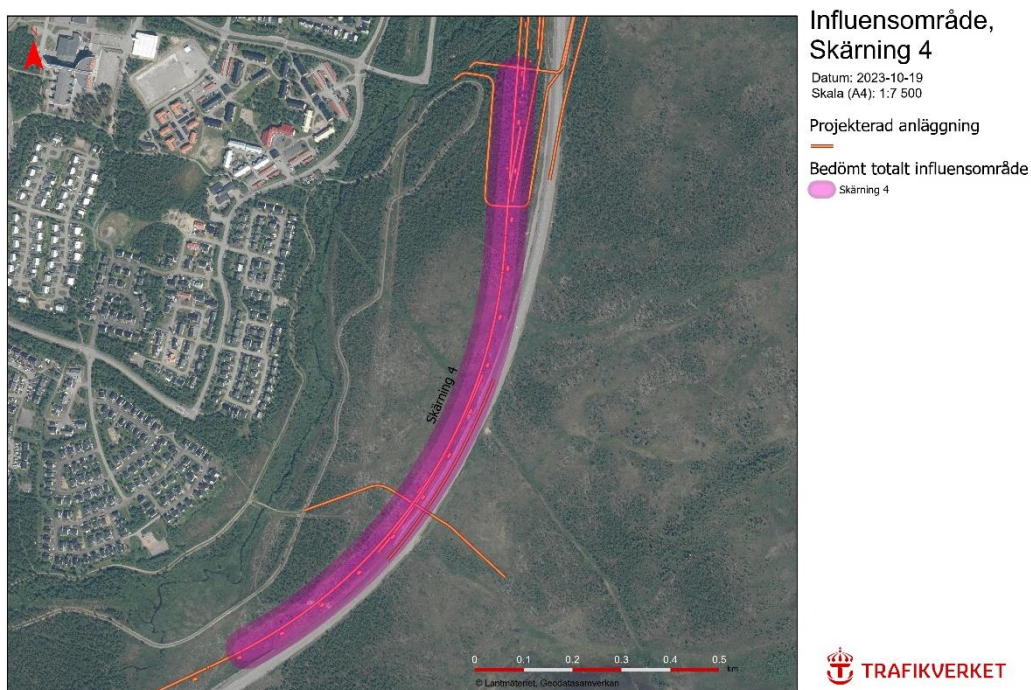 Influensområde,
Skärning 4
Datum: 2023-10-19
Skala (A4): 1:7 500
Projekterad anläggning
Bedömt totalt influensområde
Skärning 4
Skärning 4
0 0.1 0.2 0.3 0.4 0.5
km
© Lantmäteriet, Geodatasamverkan
TRAFIKVERKET